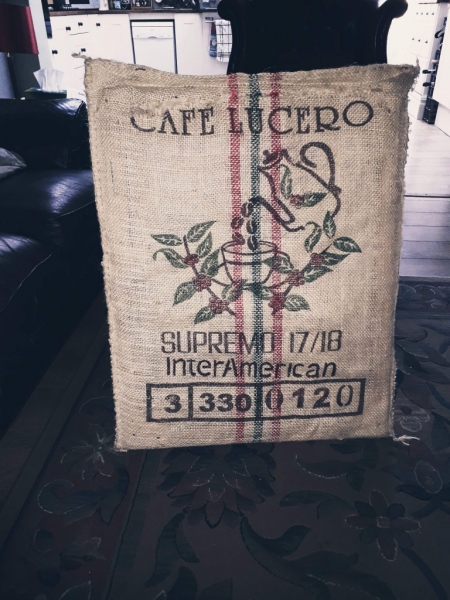 CAFE LUCERO
SUPREMO 17/18
InterAmerican
3 330 0120